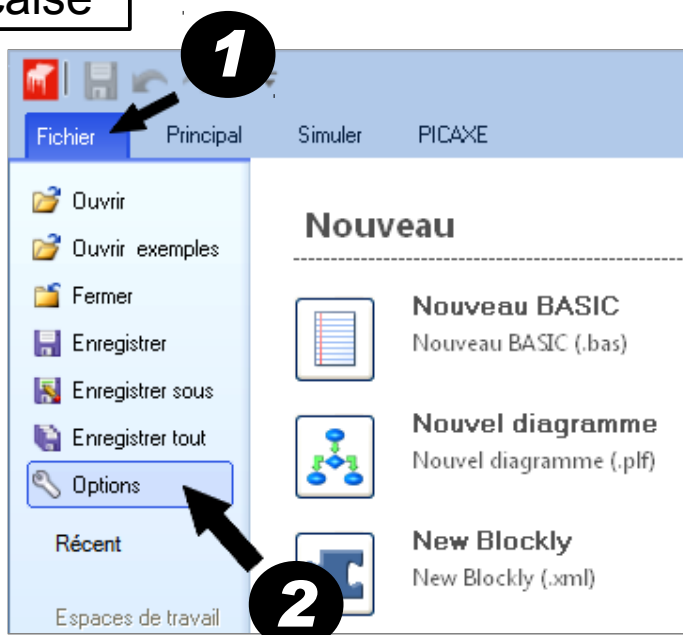 1
Fichier Principal Simuler PICAXE
Ouvrir
Ouvrir exemples
Fermer
Enregistrer
Enregistrer sous
Enregistrer tout
Options
Récent
Espaces de travail
Nouveau
Nouveau BASIC
Nouveau BASIC (.bas)
Nouvel diagramme
Nouvel diagramme (.plf)
New Blockly
New Blockly (.xml)
2